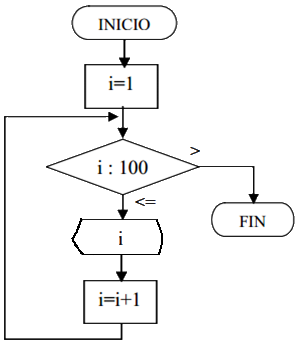 INICIO
i=1
i : 100
>
<=
FIN
i
i=i+1